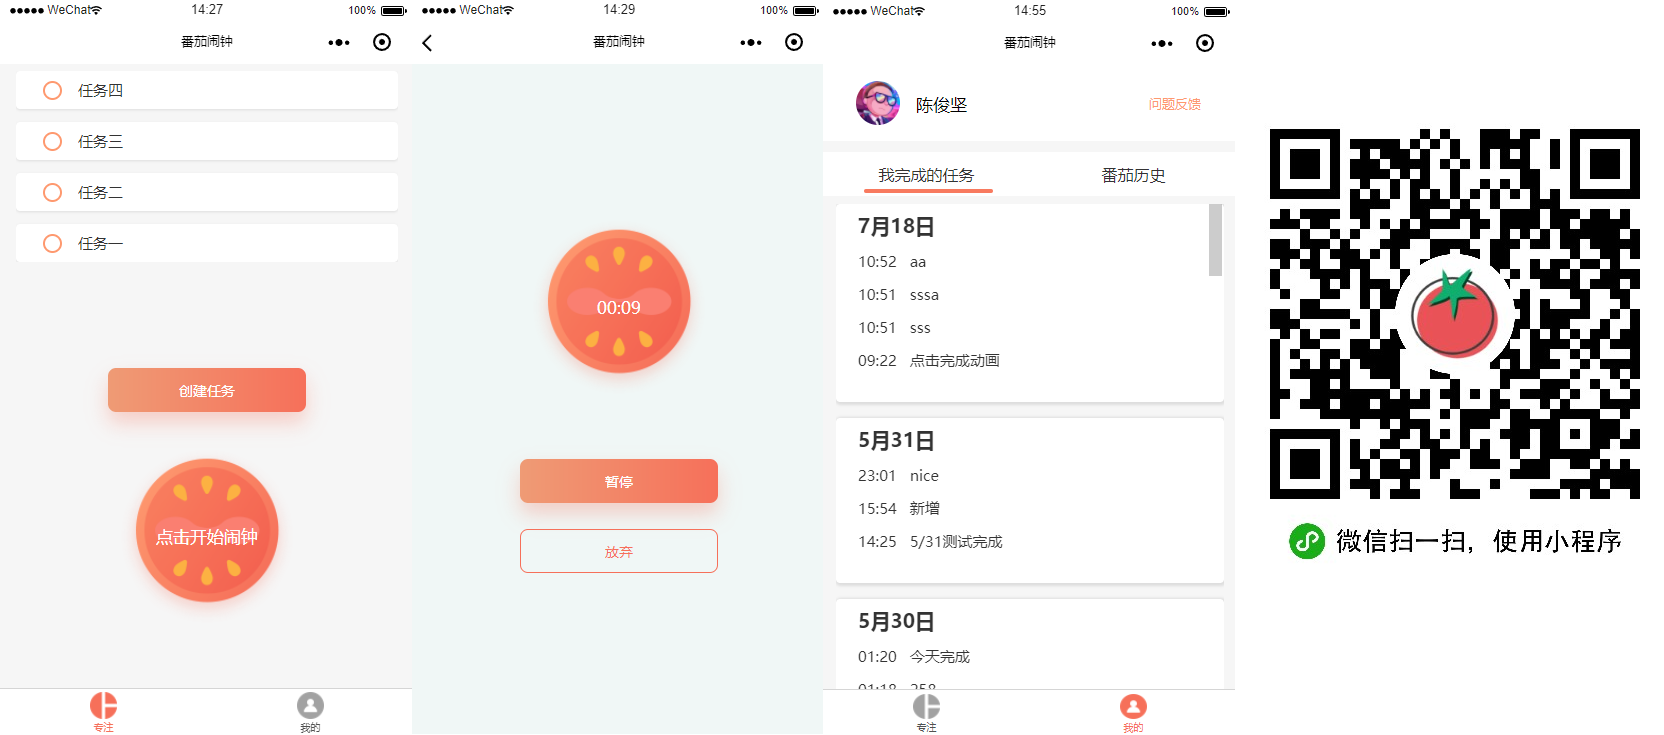 ●●●●● WeChat 14:27 100%
番茄闹钟
任务四
任务三
任务二
任务一
创建任务
点击开始闹钟
专注 我的
●●●●● WeChat 14:29 100%
番茄闹钟
00:09
暂停
放弃
●●●●● WeChat 14:55 100%
番茄闹钟
陈俊坚 问题反馈
我完成的任务 番茄历史
7月18日
10:52 aa
10:51 sssa
10:51 sss
09:22 点击完成动画
5月31日
23:01 nice
15:54 新增
14:25 5/31测试完成
5月30日
01:20 今天完成
01:18 258
专注 我的
微信扫一扫，使用小程序